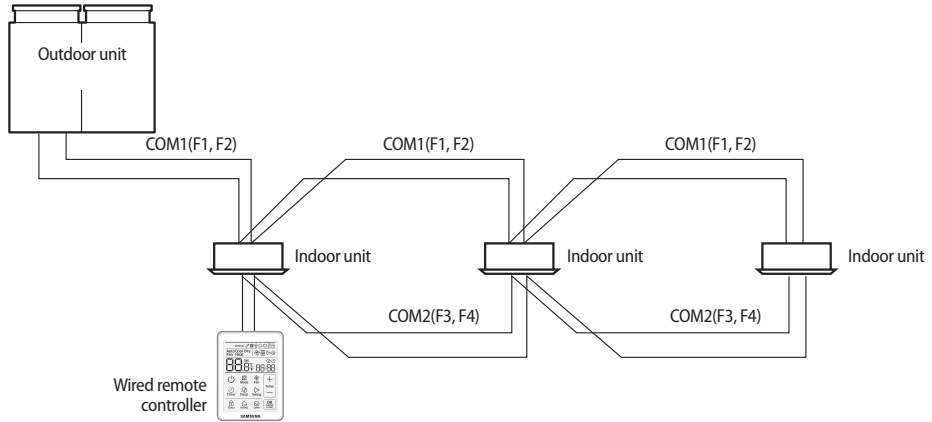 Outdoor unit
COM1(F1, F2)
COM1(F1, F2)
COM1(F1, F2)
Indoor unit
Indoor unit
Indoor unit
COM2(F3, F4)
COM2(F3, F4)
Wired remote
controller
SAMSUNG